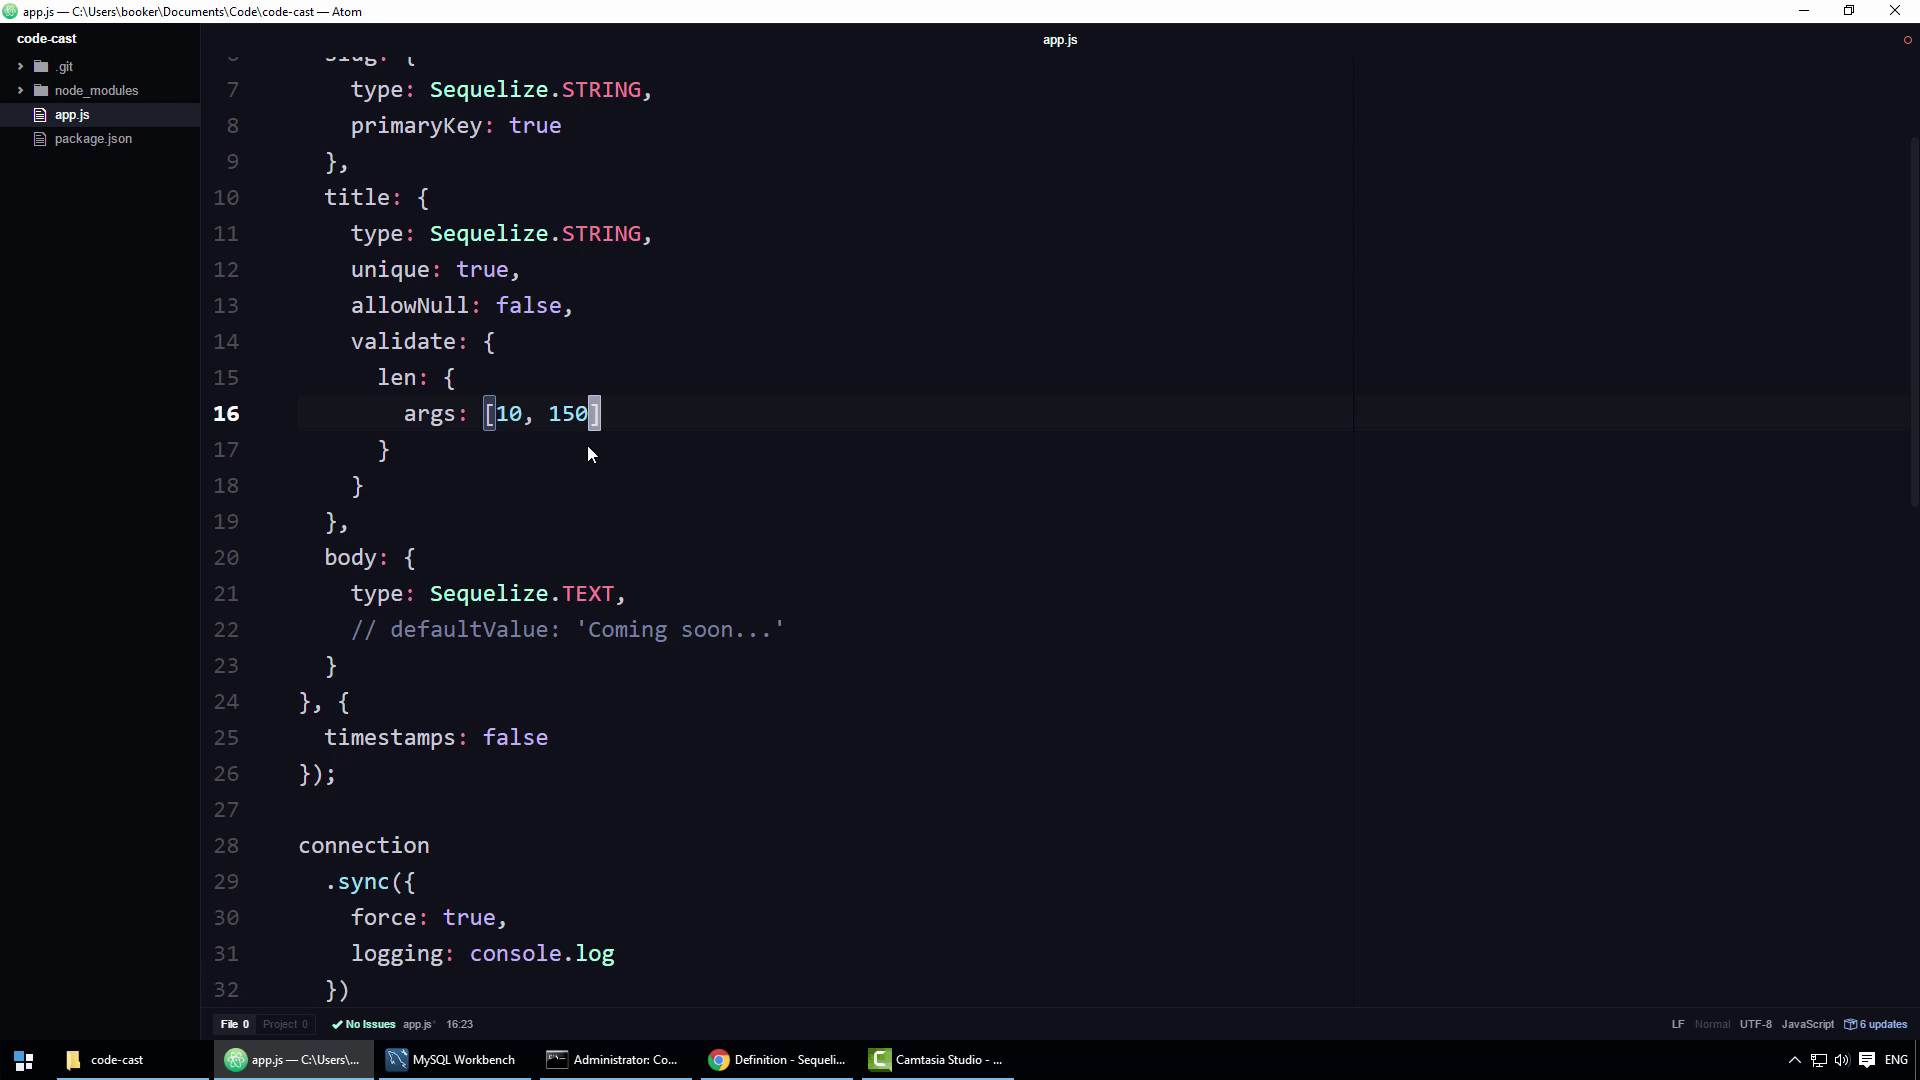 app.js — C:\Users\booker\Documents\Code\code-cast — Atom
code-cast
.git
node_modules
app.js
package.json
app.js
6 slug: {
7 type: Sequelize.STRING,
8 primaryKey: true
9 },
10 title: {
11 type: Sequelize.STRING,
12 unique: true,
13 allowNull: false,
14 validate: {
15 len: {
16 args: [10, 150]
17 }
18 }
19 },
20 body: {
21 type: Sequelize.TEXT,
22 // defaultValue: 'Coming soon...'
23 }
24 }, {
25 timestamps: false
26 });
27
28 connection
29 .sync({
30 force: true,
31 logging: console.log
32 })
File 0 Project 0 No Issues app.js* 16:23 LF Normal UTF-8 JavaScript 6 updates
code-cast app.js — C:\Users\... MySQL Workbench Administrator: Co... Definition - Sequeli... Camtasia Studio - ... ENG